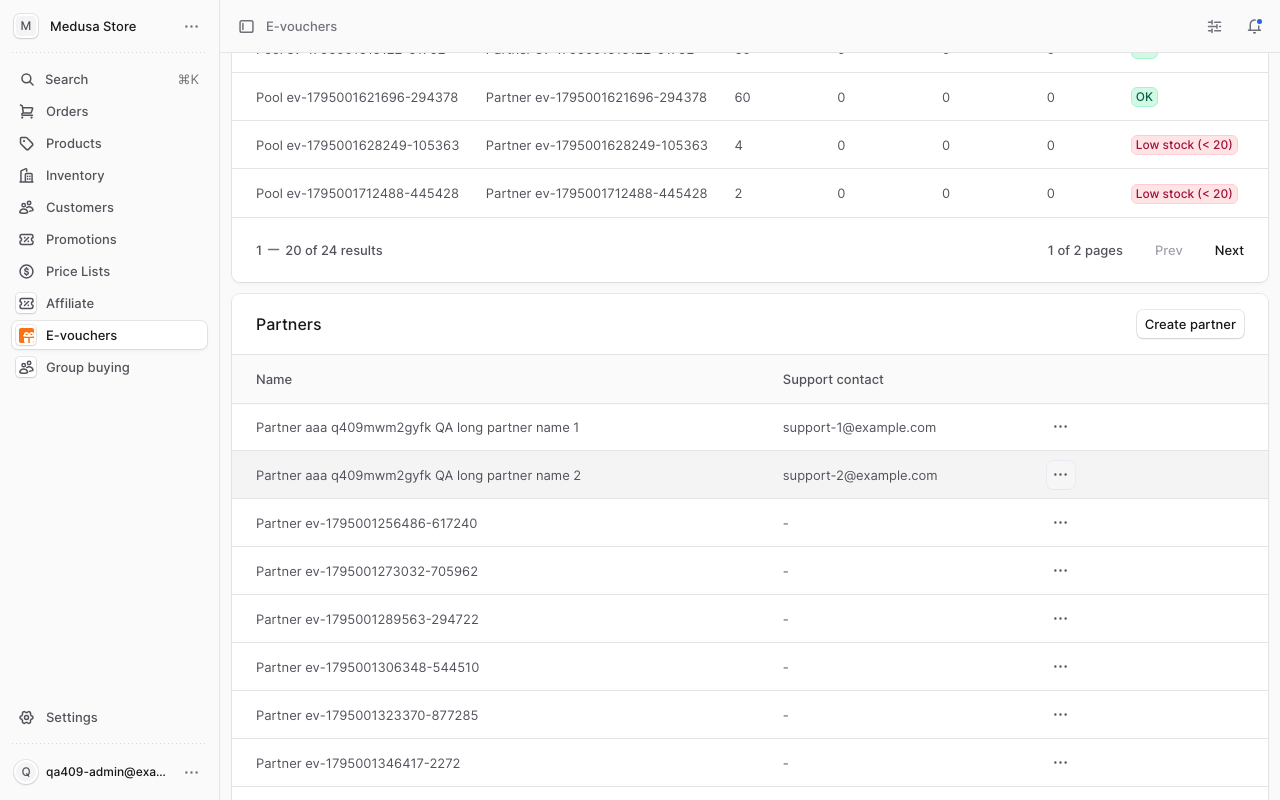 M Medusa Store
E-vouchers
Search ⌘K
Orders
Products
Inventory
Customers
Promotions
Price Lists
Affiliate
E-vouchers
Group buying
Settings
Q qa409-admin@exa...
Pool ev-1795001621696-294378 Partner ev-1795001621696-294378 60 0 0 0 OK
Pool ev-1795001628249-105363 Partner ev-1795001628249-105363 4 0 0 0 Low stock (< 20)
Pool ev-1795001712488-445428 Partner ev-1795001712488-445428 2 0 0 0 Low stock (< 20)
1 — 20 of 24 results 1 of 2 pages Prev Next
Partners Create partner
Name Support contact
Partner aaa q409mwm2gyfk QA long partner name 1 support-1@example.com
Partner aaa q409mwm2gyfk QA long partner name 2 support-2@example.com
Partner ev-1795001256486-617240 -
Partner ev-1795001273032-705962 -
Partner ev-1795001289563-294722 -
Partner ev-1795001306348-544510 -
Partner ev-1795001323370-877285 -
Partner ev-1795001346417-2272 -